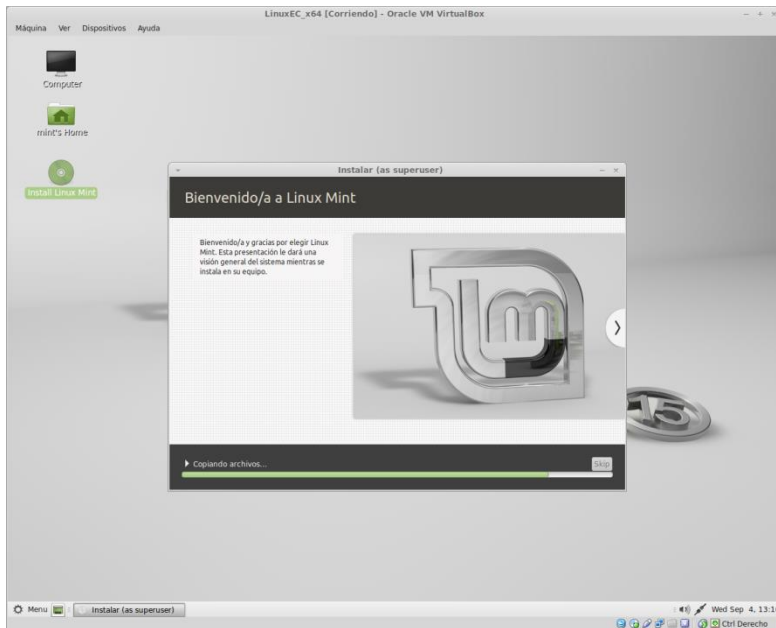 LinuxEC_x64 [Corriendo] - Oracle VM VirtualBox
Máquina Ver Dispositivos Ayuda
Computer
mint's Home
Install Linux Mint
Instalar (as superuser)
Bienvenido/a a Linux Mint
Bienvenido/a y gracias por elegir Linux
Mint. Esta presentación le dará una
visión general del sistema mientras se
instala en su equipo.
lm
15
Copiando archivos...
Skip
Menu
Instalar (as superuser)
Wed Sep 4, 13:1
Ctrl Derecho